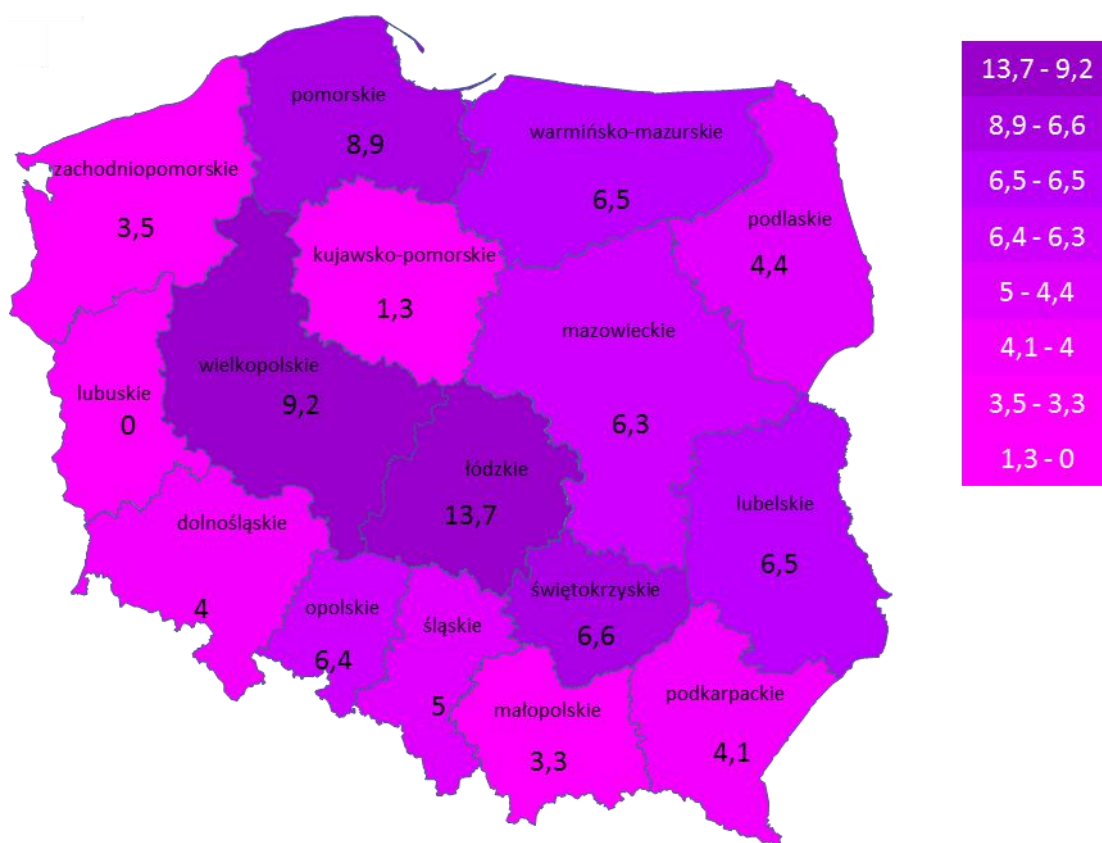 pomorskie
8,9
warmińsko-mazurskie
6,5
zachodniopomorskie
3,5
podlaskie
4,4
kujawsko-pomorskie
1,3
mazowieckie
6,3
wielkopolskie
9,2
lubuskie
0
łódzkie
13,7
lubelskie
6,5
dolnośląskie
4
opolskie
6,4
śląskie
5
świętokrzyskie
6,6
małopolskie
3,3
podkarpackie
4,1
13,7 - 9,2
8,9 - 6,6
6,5 - 6,5
6,4 - 6,3
5 - 4,4
4,1 - 4
3,5 - 3,3
1,3 - 0